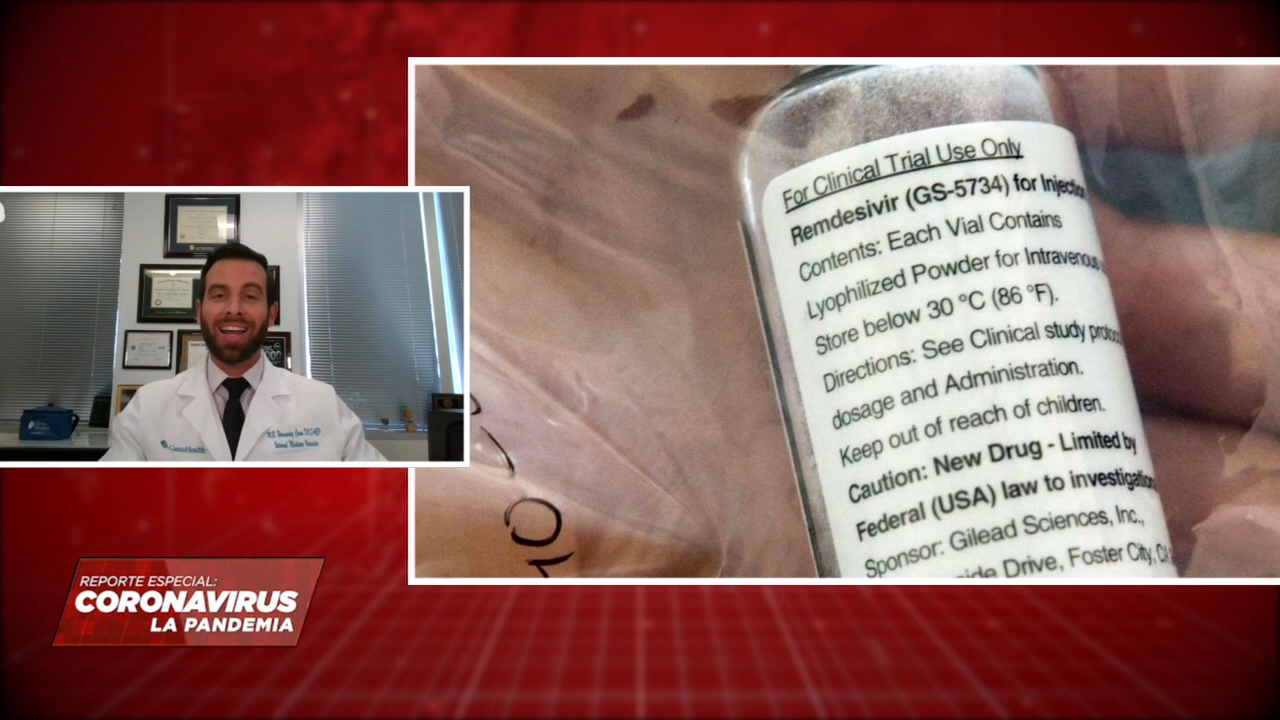 REPORTE ESPECIAL:
CORONAVIRUS
LA PANDEMIA
For Clinical Trial Use Only
Remdesivir (GS-5734) for Injection
Contents: Each Vial Contains
Lyophilized Powder for Intravenous
Store below 30 °C (86 °F).
Directions: See Clinical study protoco
dosage and Administration.
Keep out of reach of children.
Caution: New Drug - Limited by
Federal (USA) law to investigation
Sponsor: Gilead Sciences, Inc.,
Drive, Foster City, CA